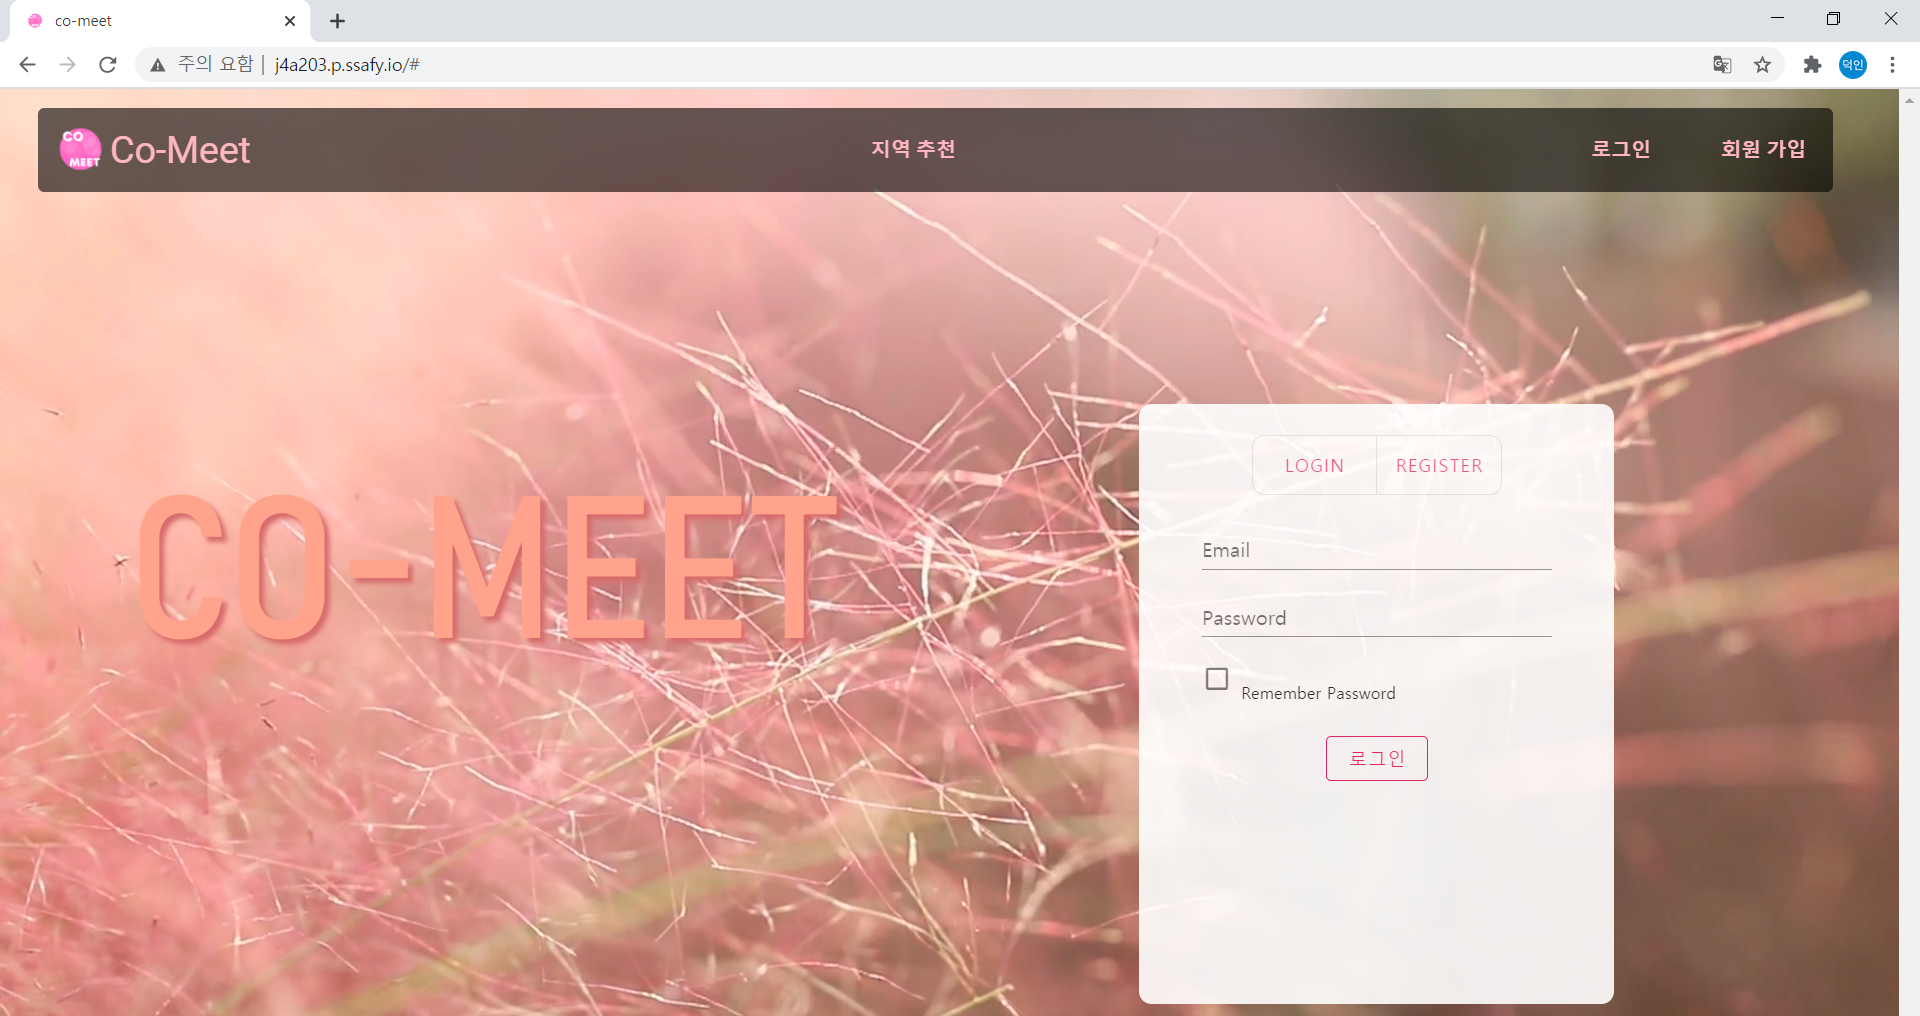 co-meet
주의 요함 | j4a203.p.ssafy.io/#
덕인
CO MEET
Co-Meet
지역 추천
로그인
회원 가입
CO-MEET
LOGIN
REGISTER
Email
Password
Remember Password
로그인